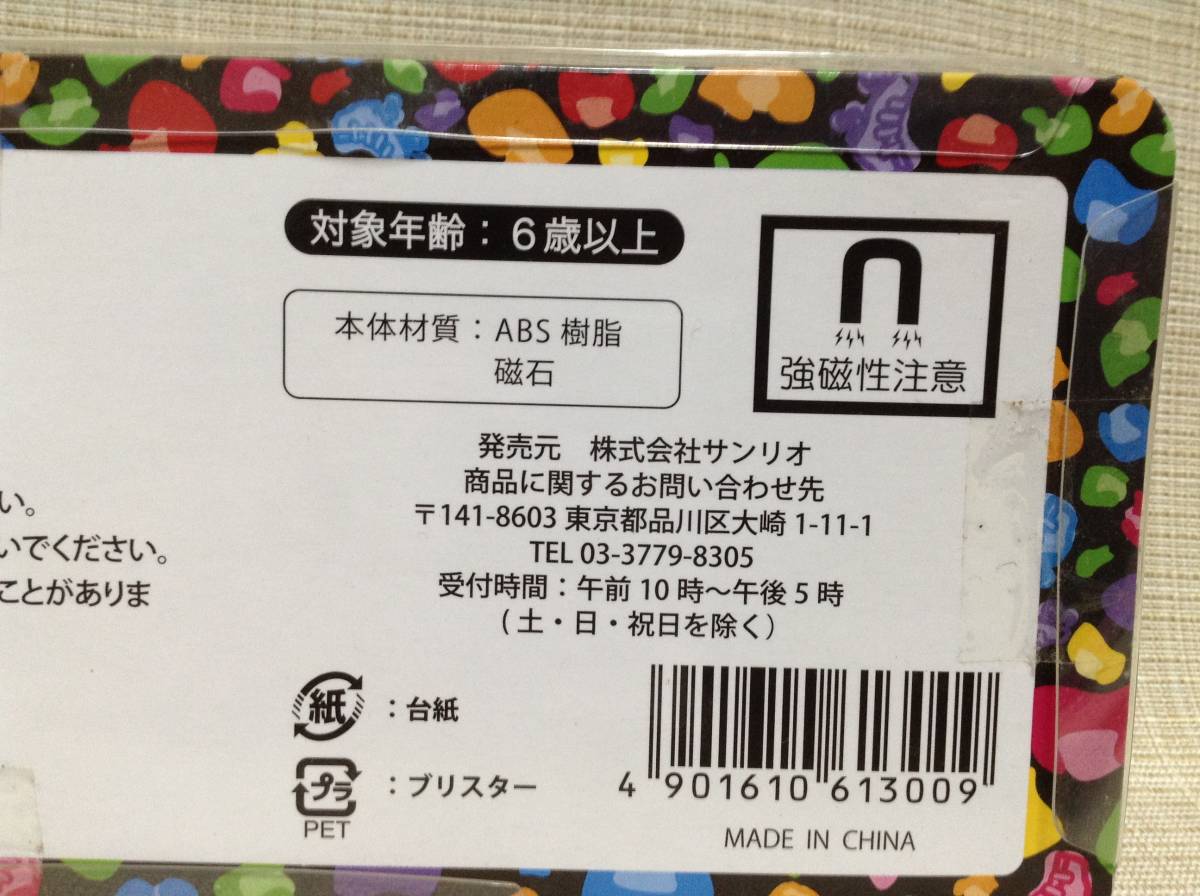 対象年齢：6歳以上
本体材質：ABS 樹脂
磁石
強磁性注意
発売元　株式会社サンリオ
商品に関するお問い合わせ先
〒141-8603 東京都品川区大崎 1-11-1
TEL 03-3779-8305
受付時間：午前 10 時～午後 5 時
(土・日・祝日を除く)
い。
いでください。
ことがありま
紙：台紙
プラ：ブリスター
PET
4 901610 613009
MADE IN CHINA